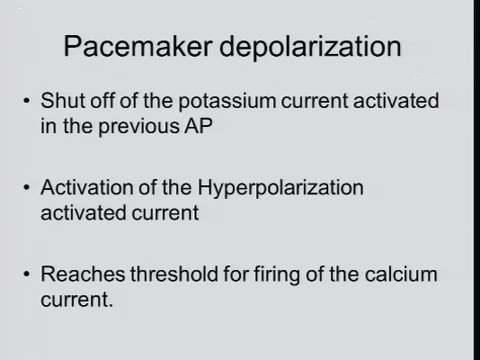 Pacemaker depolarization
• Shut off of the potassium current activated
in the previous AP
• Activation of the Hyperpolarization
activated current
• Reaches threshold for firing of the calcium
current.